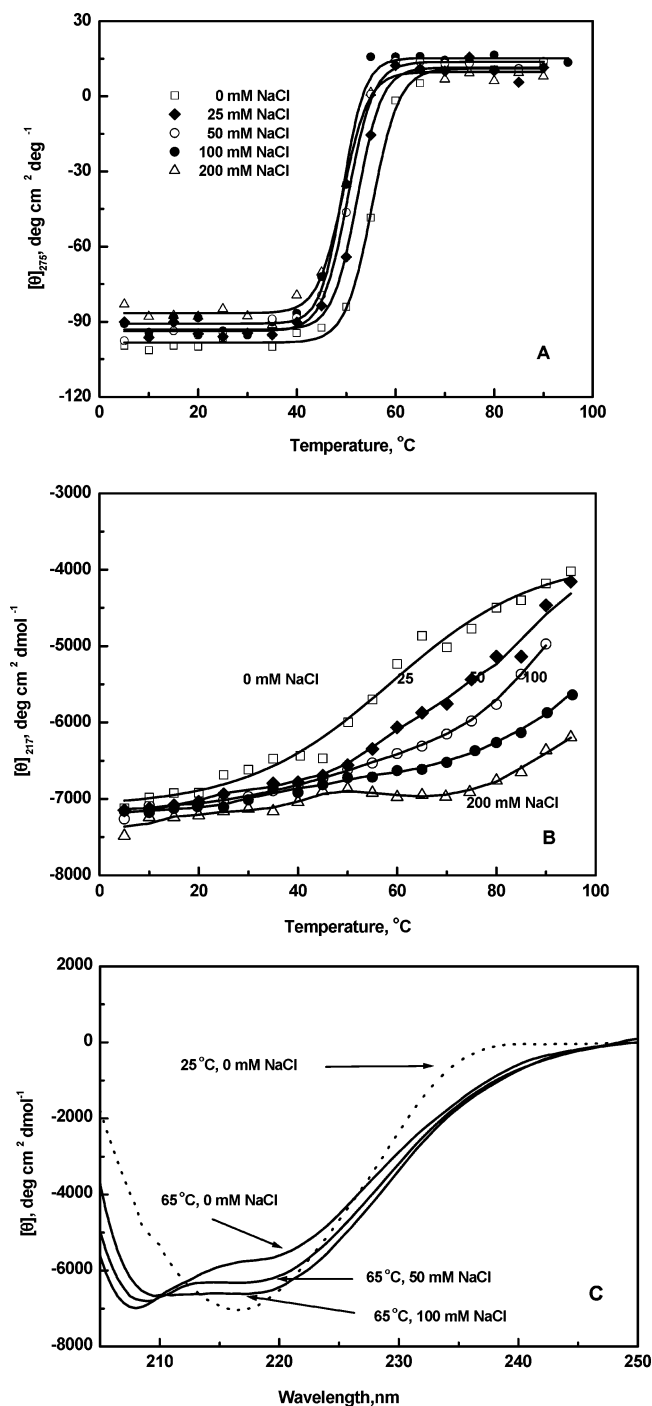 30
0
-30
-60
-90
-120
[θ]275, deg cm 2 deg -1
0 mM NaCl
25 mM NaCl
50 mM NaCl
100 mM NaCl
200 mM NaCl
A
0 20 40 60 80 100
Temperature, oC
-3000
-4000
-5000
-6000
-7000
-8000
[θ] 217, deg cm 2 dmol -1
0 mM NaCl
25
50
100
200 mM NaCl
B
0 20 40 60 80 100
Temperature, oC
2000
0
-2000
-4000
-6000
-8000
[θ], deg cm 2 dmol-1
25°C, 0 mM NaCl
65°C, 0 mM NaCl
65°C, 50 mM NaCl
65°C, 100 mM NaCl
C
210 220 230 240 250
Wavelength,nm